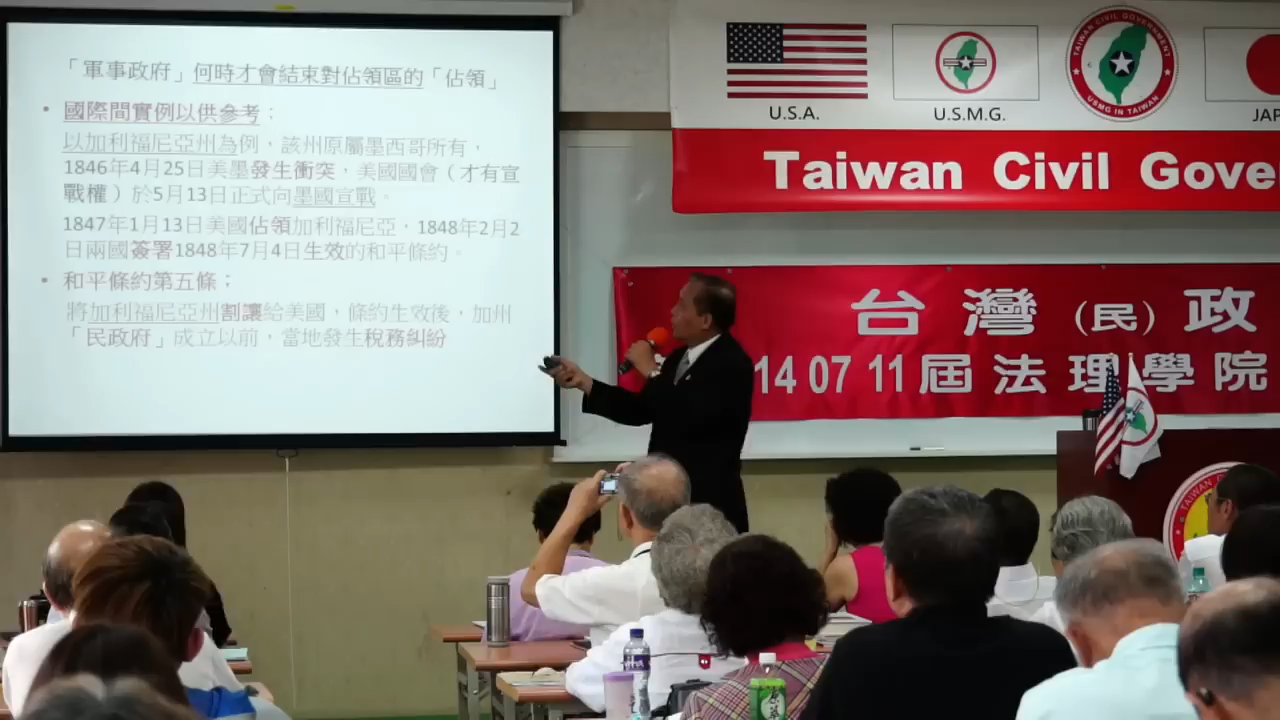 「軍事政府」何時才會結束對佔領區的「佔領」
• 國際間實例以供參考：
以加利福尼亞州為例，該州原屬墨西哥所有，
1846年4月25日美墨發生衝突，美國國會（才有宣
戰權）於5月13日正式向墨國宣戰。
1847年1月13日美國佔領加利福尼亞，1848年2月2
日兩國簽署1848年7月4日生效的和平條約。
• 和平條約第五條；
將加利福尼亞州割讓給美國，條約生效後，加州
「民政府」成立以前，當地發生稅務糾紛
TAIWAN CIVIL GOVERNMENT
USMG IN TAIWAN
U.S.A.
U.S.M.G.
JAP
Taiwan Civil Gove
台灣（民）政
14 07 11屆法理學院
TAIWAN